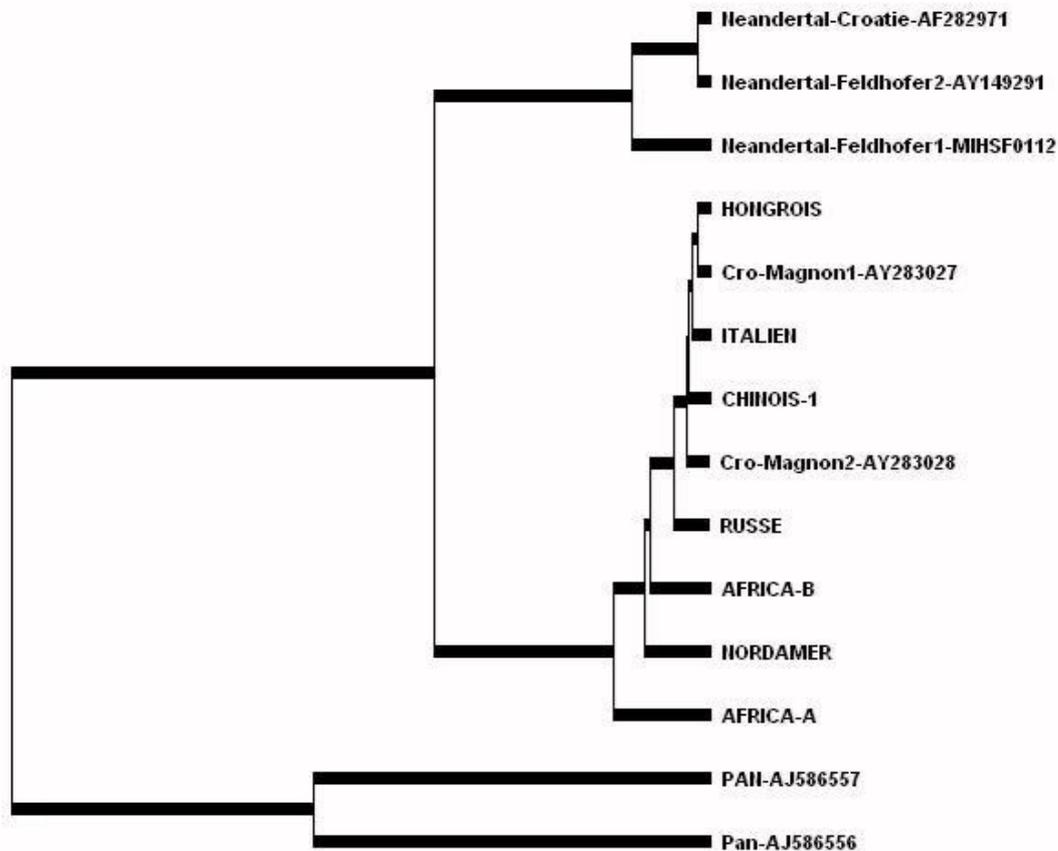 Neandertal-Croatie-AF282971
Neandertal-Feldhofer2-AY149291
Neandertal-Feldhofer1-MIHSF0112
HONGROIS
Cro-Magnon1-AY283027
ITALIEN
CHINOIS-1
Cro-Magnon2-AY283028
RUSSE
AFRICA-B
NORDAMER
AFRICA-A
PAN-AJ586557
Pan-AJ586556